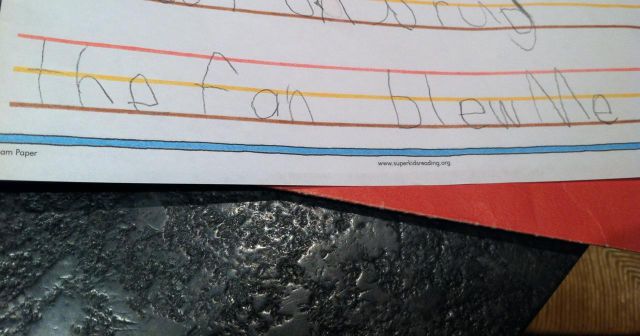 The fan blew Me
am Paper
www.superkidsreading.org